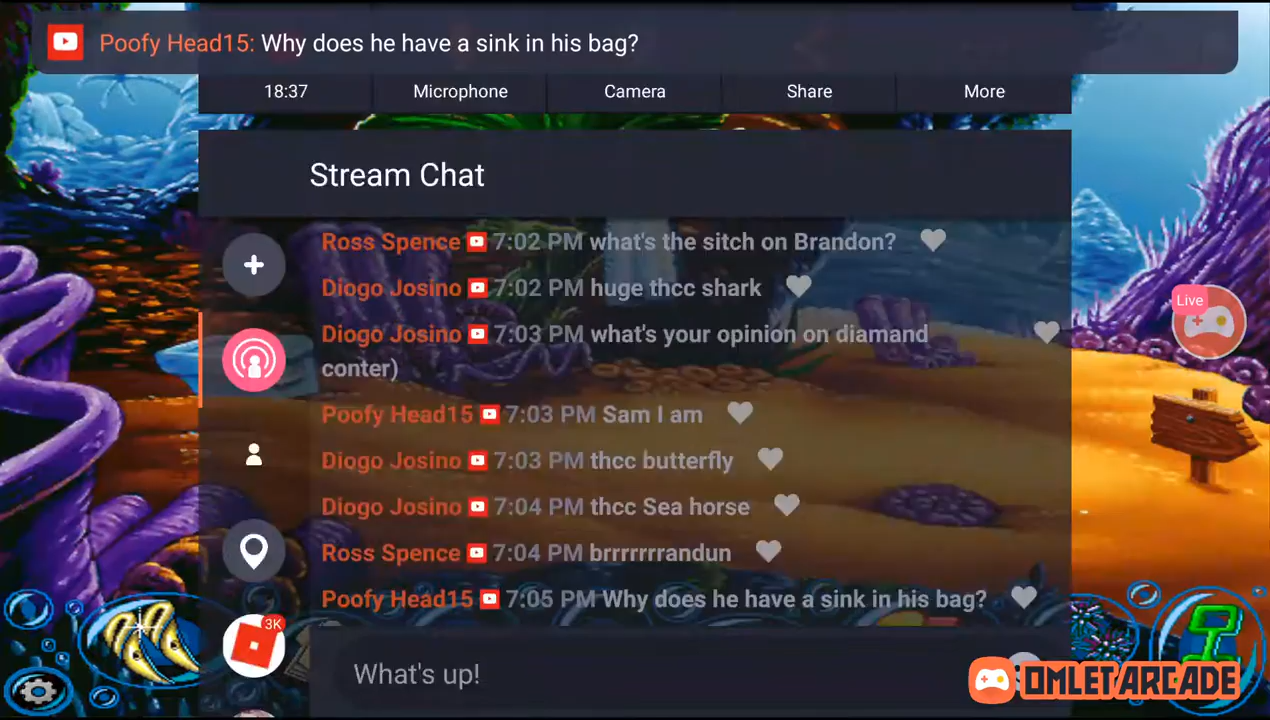 Poofy Head15: Why does he have a sink in his bag?
18:37 Microphone Camera Share More
Stream Chat
Ross Spence 7:02 PM what's the sitch on Brandon?
Diogo Josino 7:02 PM huge thcc shark
Live
Diogo Josino 7:03 PM what's your opinion on diamand
conter)
Poofy Head15 7:03 PM Sam I am
Diogo Josino 7:03 PM thcc butterfly
Diogo Josino 7:04 PM thcc Sea horse
Ross Spence 7:04 PM brrrrrrrandun
Poofy Head15 7:05 PM Why does he have a sink in his bag?
3K
What's up!
OMLET ARCADE